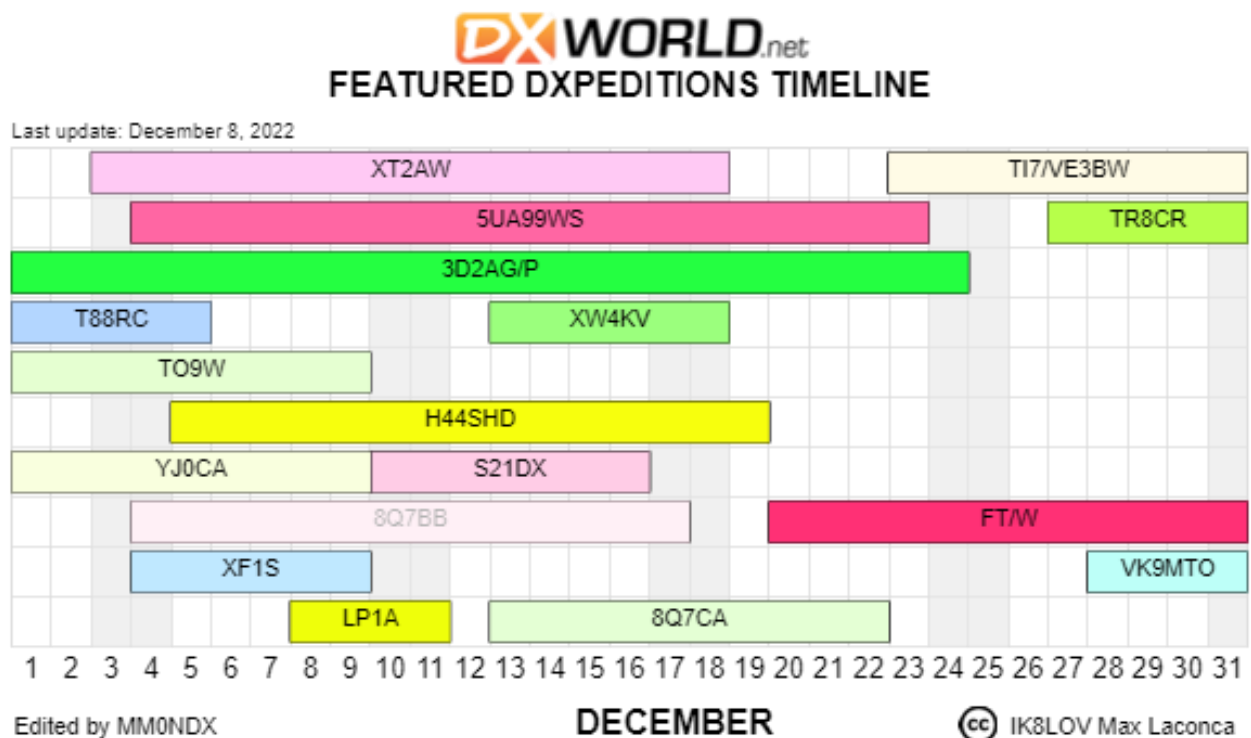 DX WORLD.net
FEATURED DXPEDITIONS TIMELINE
Last update: December 8, 2022
XT2AW TI7/VE3BW
5UA99WS TR8CR
3D2AG/P
T88RC XW4KV
TO9W
H44SHD
YJ0CA S21DX
8Q7BB FT/W
XF1S VK9MTO
LP1A 8Q7CA
1 2 3 4 5 6 7 8 9 10 11 12 13 14 15 16 17 18 19 20 21 22 23 24 25 26 27 28 29 30 31
Edited by MM0NDX DECEMBER cc IK8LOV Max Laconca